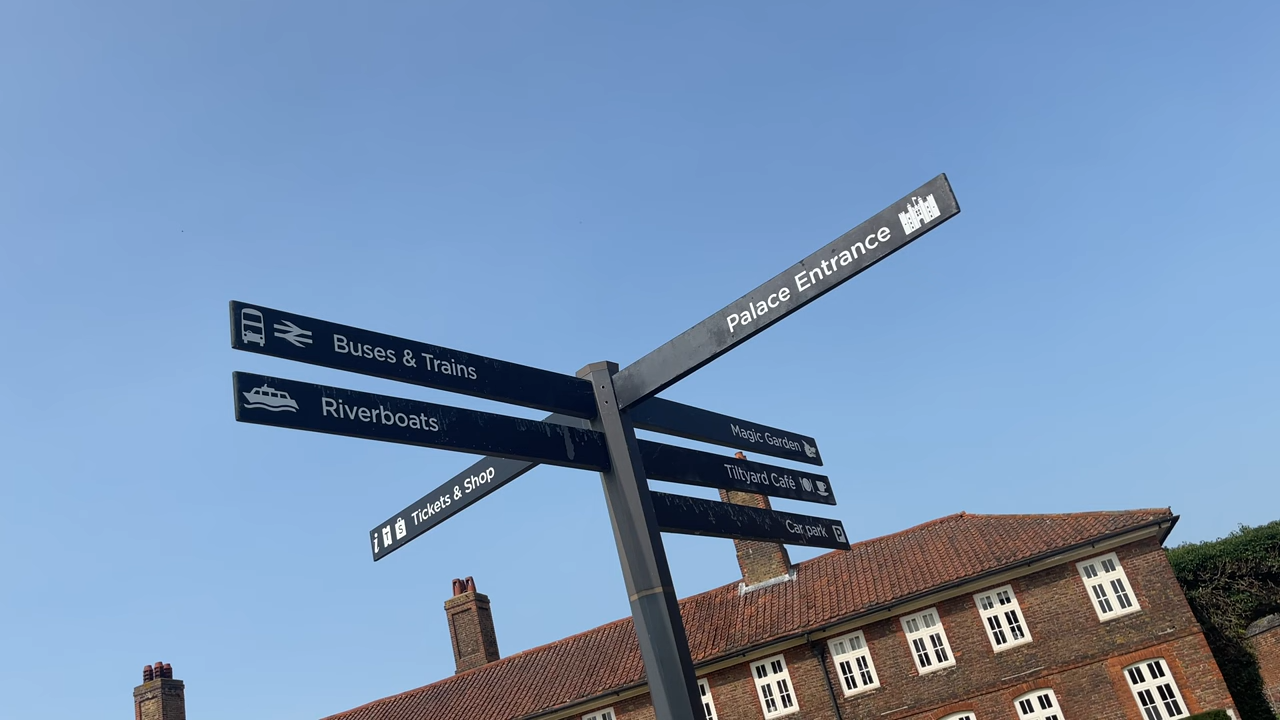 Palace Entrance
Buses & Trains
Riverboats
Tickets & Shop
Magic Garden
Tiltyard Café
Car park